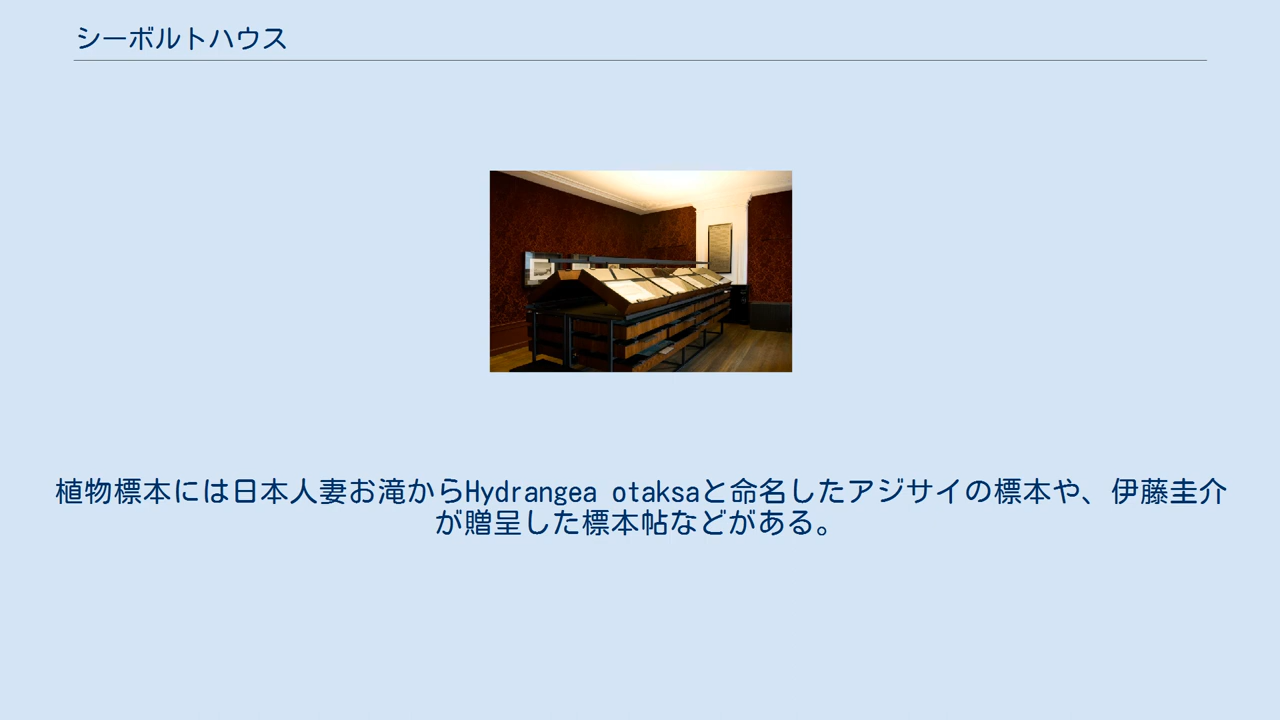 シーボルトハウス
植物標本には日本人妻お滝からHydrangea otaksaと命名したアジサイの標本や、伊藤圭介
が贈呈した標本帖などがある。